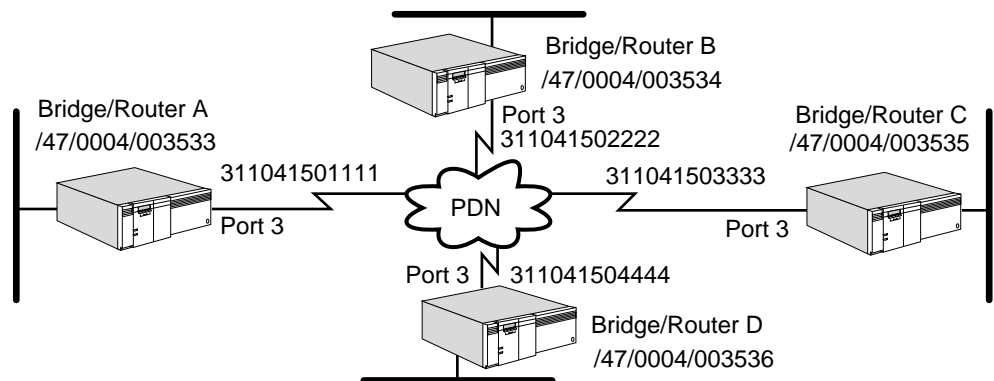 Bridge/Router B
/47/0004/003534
Port 3
311041502222
Bridge/Router A
/47/0004/003533
311041501111
Port 3
PDN
Bridge/Router C
/47/0004/003535
311041503333
Port 3
Port 3
311041504444
Bridge/Router D
/47/0004/003536